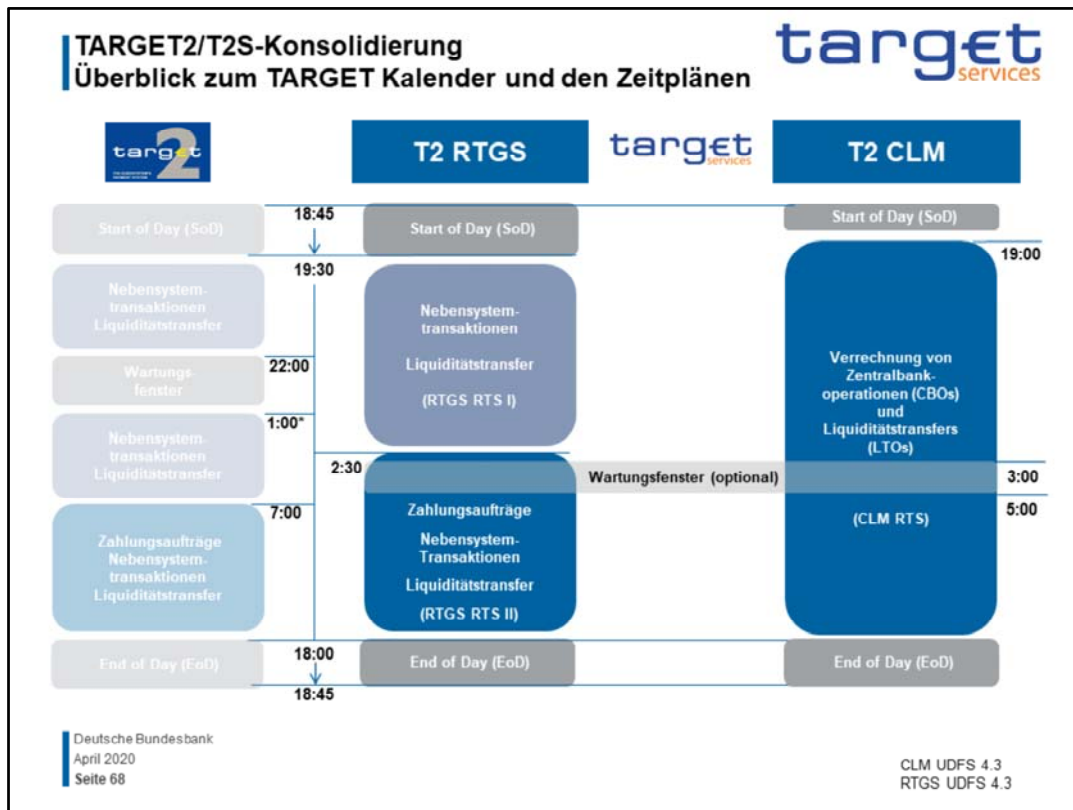 TARGET2/T2S-Konsolidierung
Überblick zum TARGET Kalender und den Zeitplänen
target
services
target
2
T2 RTGS
target
services
T2 CLM
Start of Day (SoD)
18:45
Start of Day (SoD)
Start of Day (SoD)
19:00
19:30
Nebensystem-
transaktionen
Liquiditätstransfer
Nebensystem-
transaktionen
Liquiditätstransfer
(RTGS RTS I)
Verrechnung von
Zentralbank-
operationen (CBOs)
und
Liquiditätstransfers
(LTOs)
22:00
Wartungs-
fenster
1:00*
Nebensystem-
transaktionen
Liquiditätstransfer
2:30
Wartungsfenster (optional)
3:00
5:00
7:00
Zahlungsaufträge
Nebensystem-
transaktionen
Liquiditätstransfer
Zahlungsaufträge
Nebensystem-
Transaktionen
Liquiditätstransfer
(RTGS RTS II)
(CLM RTS)
End of Day (EoD)
18:00
End of Day (EoD)
End of Day (EoD)
18:45
Deutsche Bundesbank
April 2020
Seite 68
CLM UDFS 4.3
RTGS UDFS 4.3